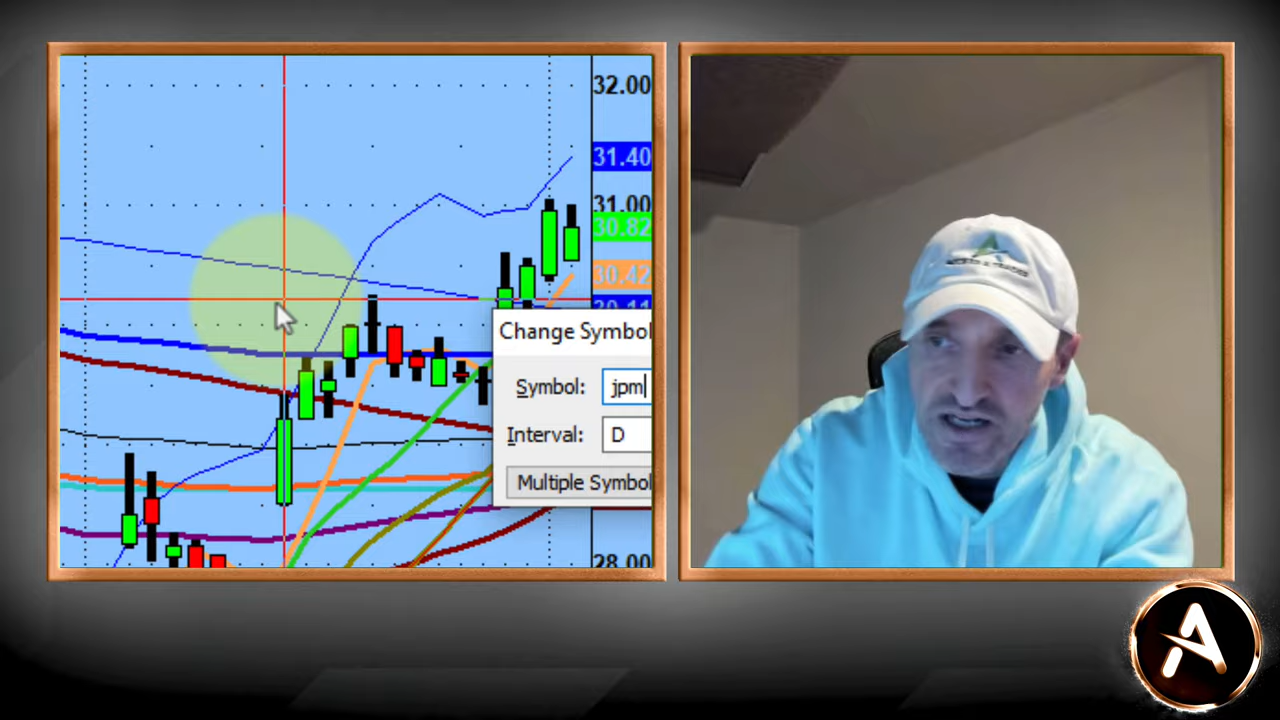 32.00
31.40
31.00
30.82
30.42
Change Symbol
Symbol: jpm
Interval: D
Multiple Symbol
28.00